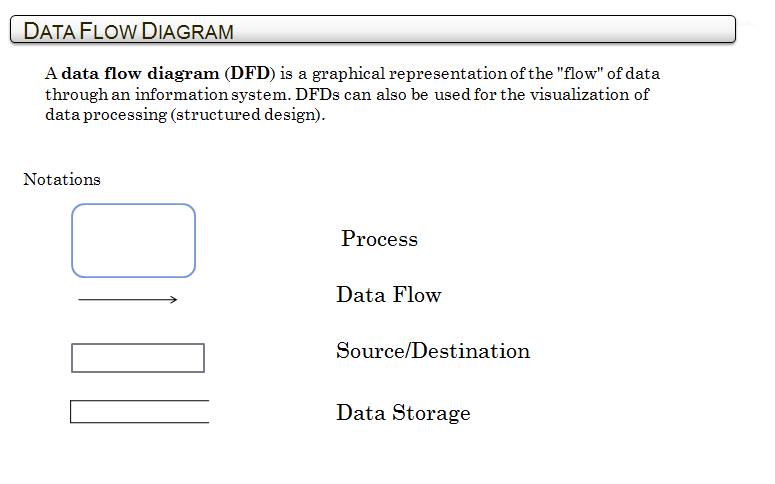 DATA FLOW DIAGRAM
A data flow diagram (DFD) is a graphical representation of the "flow" of data
through an information system. DFDs can also be used for the visualization of
data processing (structured design).
Notations
Process
Data Flow
Source/Destination
Data Storage